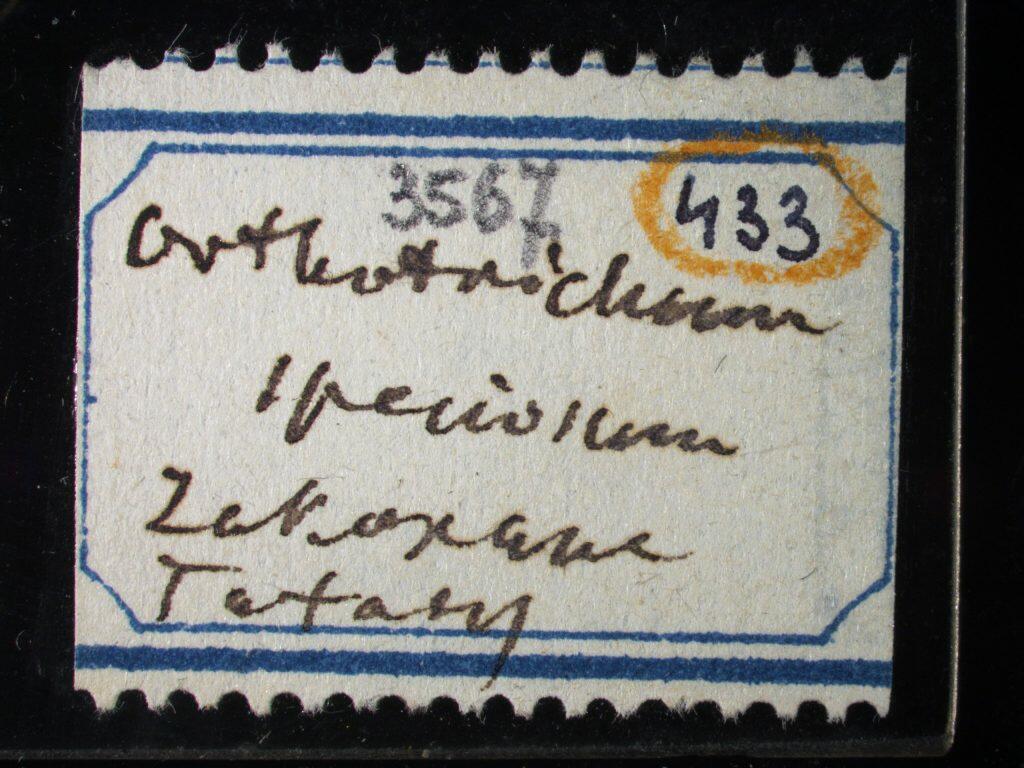 3567
433
Orthotrichum
speciosum
Zakopane
Tatary